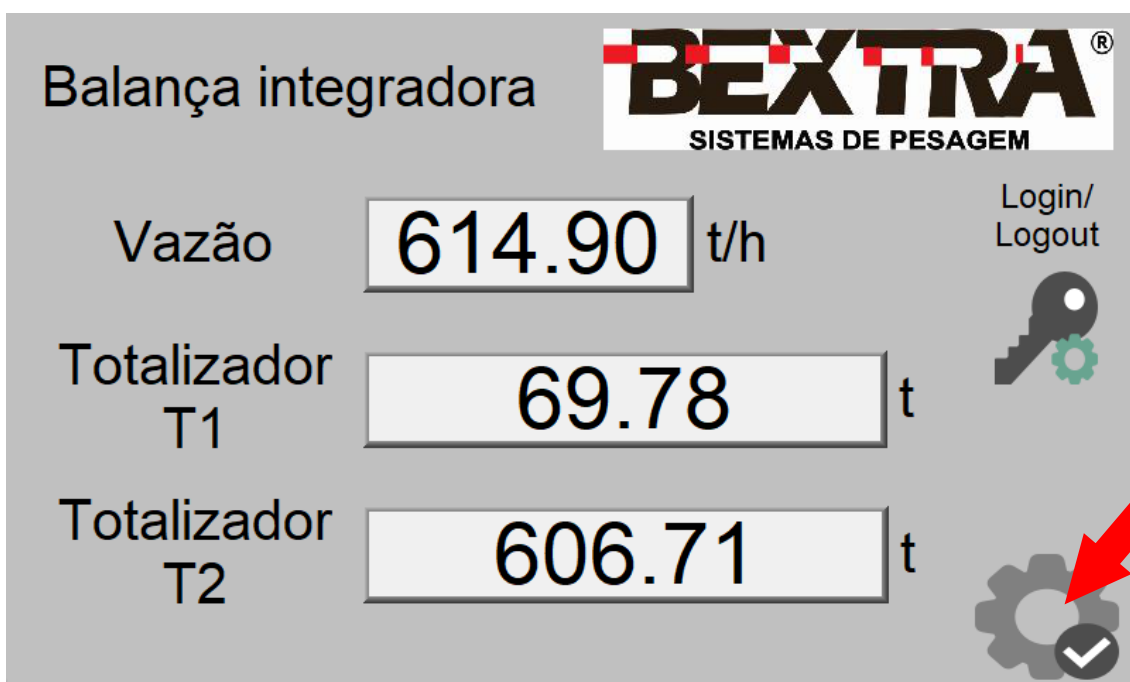 Balança integradora
BEXTRA®
SISTEMAS DE PESAGEM
Login/
Logout
Vazão 614.90 t/h
Totalizador
T1
69.78 t
Totalizador
T2
606.71 t